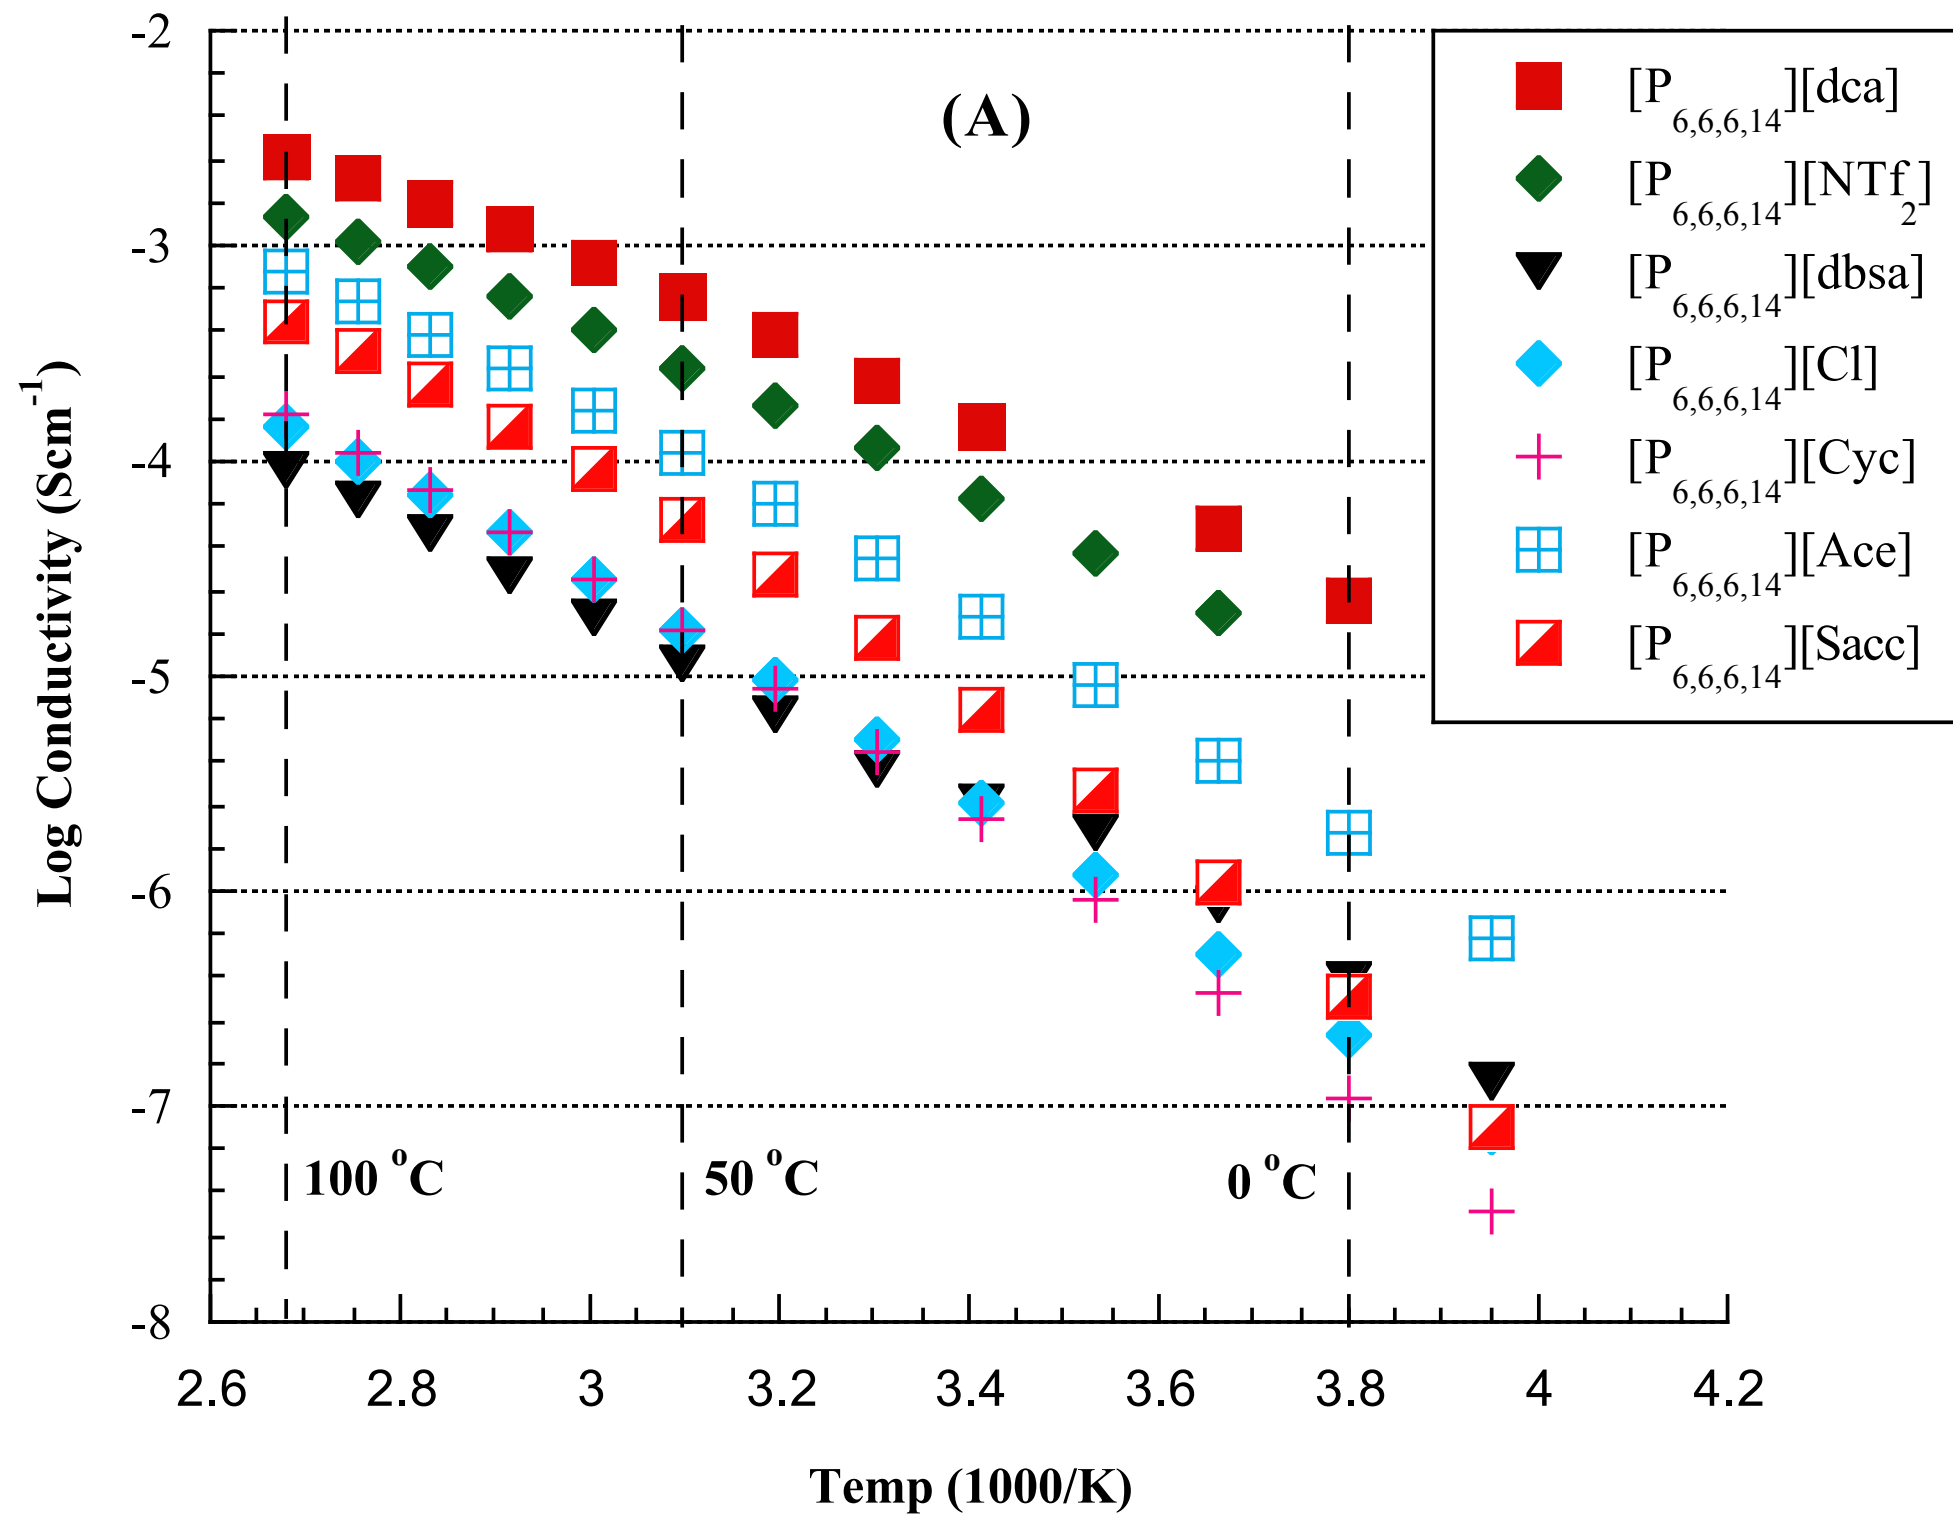 (A)
[P6,6,6,14][dca]
[P6,6,6,14][NTf2]
[P6,6,6,14][dbsa]
[P6,6,6,14][Cl]
[P6,6,6,14][Cyc]
[P6,6,6,14][Ace]
[P6,6,6,14][Sacc]
Log Conductivity (Scm-1)
-2
-3
-4
-5
-6
-7
-8
100 oC
50 oC
0 oC
2.6 2.8 3 3.2 3.4 3.6 3.8 4 4.2
Temp (1000/K)